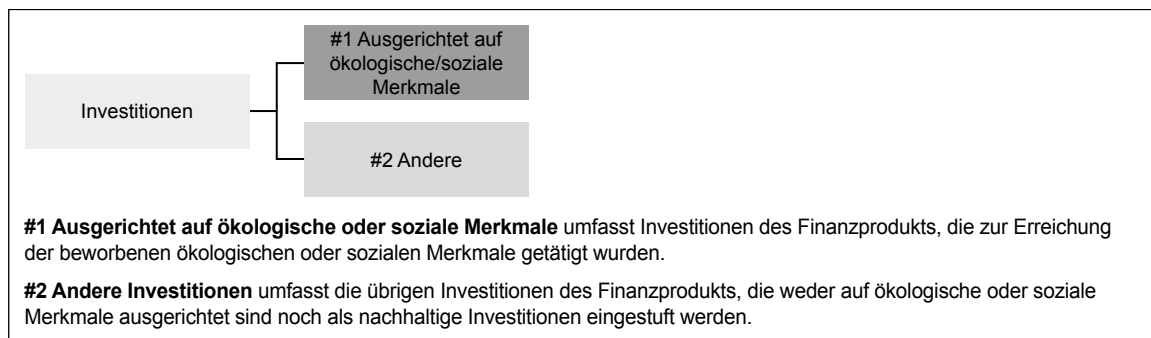 #1 Ausgerichtet auf
ökologische/soziale
Merkmale
Investitionen
#2 Andere
#1 Ausgerichtet auf ökologische oder soziale Merkmale umfasst Investitionen des Finanzprodukts, die zur Erreichung
der beworbenen ökologischen oder sozialen Merkmale getätigt wurden.
#2 Andere Investitionen umfasst die übrigen Investitionen des Finanzprodukts, die weder auf ökologische oder soziale
Merkmale ausgerichtet sind noch als nachhaltige Investitionen eingestuft werden.